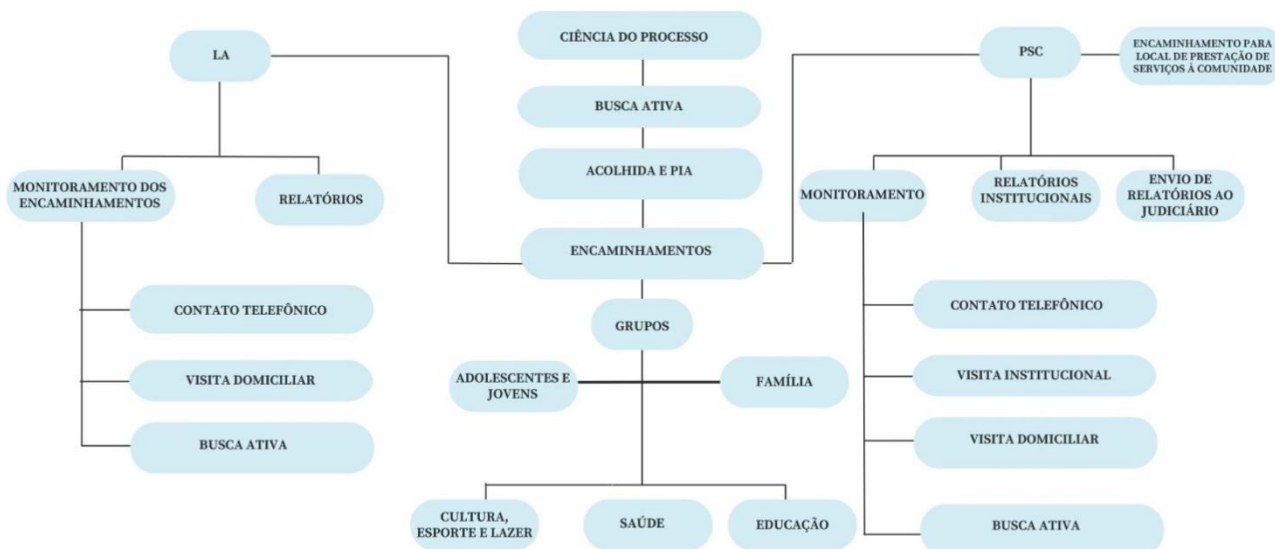 CIÊNCIA DO PROCESSO
LA
PSC
ENCAMINHAMENTO PARA
LOCAL DE PRESTAÇÃO DE
SERVIÇOS À COMUNIDADE
BUSCA ATIVA
ACOLHIDA E PIA
MONITORAMENTO DOS
ENCAMINHAMENTOS
RELATÓRIOS
MONITORAMENTO
RELATÓRIOS
INSTITUCIONAIS
ENVIO DE
RELATÓRIOS AO
JUDICIÁRIO
ENCAMINHAMENTOS
CONTATO TELEFÔNICO
VISITA DOMICILIAR
BUSCA ATIVA
GRUPOS
ADOLESCENTES E
JOVENS
FAMÍLIA
CULTURA,
ESPORTE E LAZER
SAÚDE
EDUCAÇÃO
CONTATO TELEFÔNICO
VISITA INSTITUCIONAL
VISITA DOMICILIAR
BUSCA ATIVA